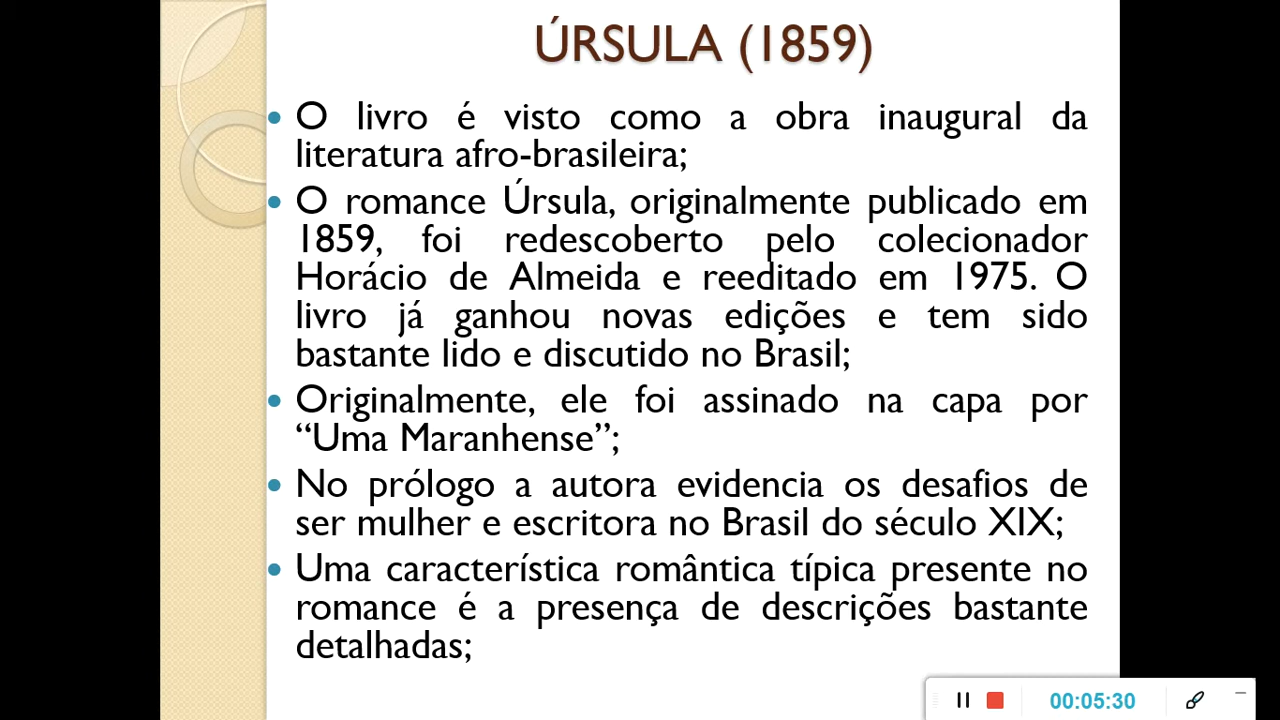 ÚRSULA (1859)
• O livro é visto como a obra inaugural da
literatura afro-brasileira;
• O romance Úrsula, originalmente publicado em
1859, foi redescoberto pelo colecionador
Horácio de Almeida e reeditado em 1975. O
livro já ganhou novas edições e tem sido
bastante lido e discutido no Brasil;
• Originalmente, ele foi assinado na capa por
“Uma Maranhense”;
• No prólogo a autora evidencia os desafios de
ser mulher e escritora no Brasil do século XIX;
• Uma característica romântica típica presente no
romance é a presença de descrições bastante
detalhadas;
00:05:30